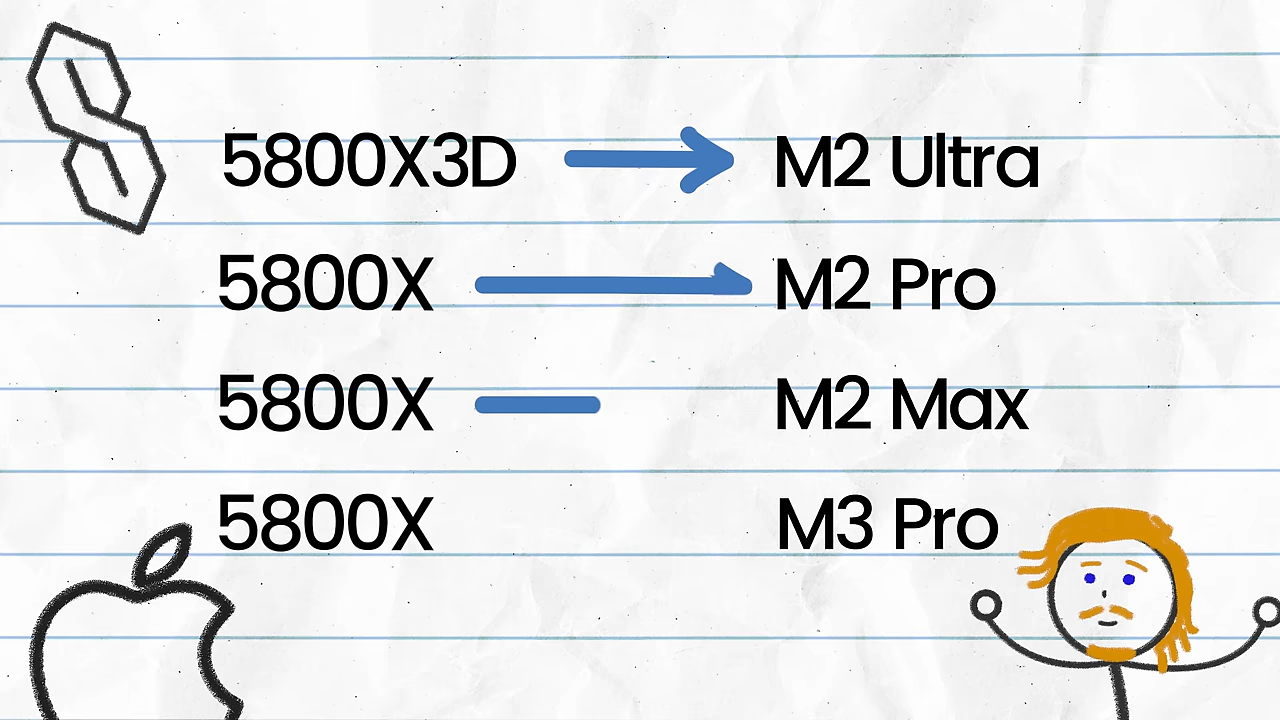 5800X3D M2 Ultra
5800X M2 Pro
5800X M2 Max
5800X M3 Pro